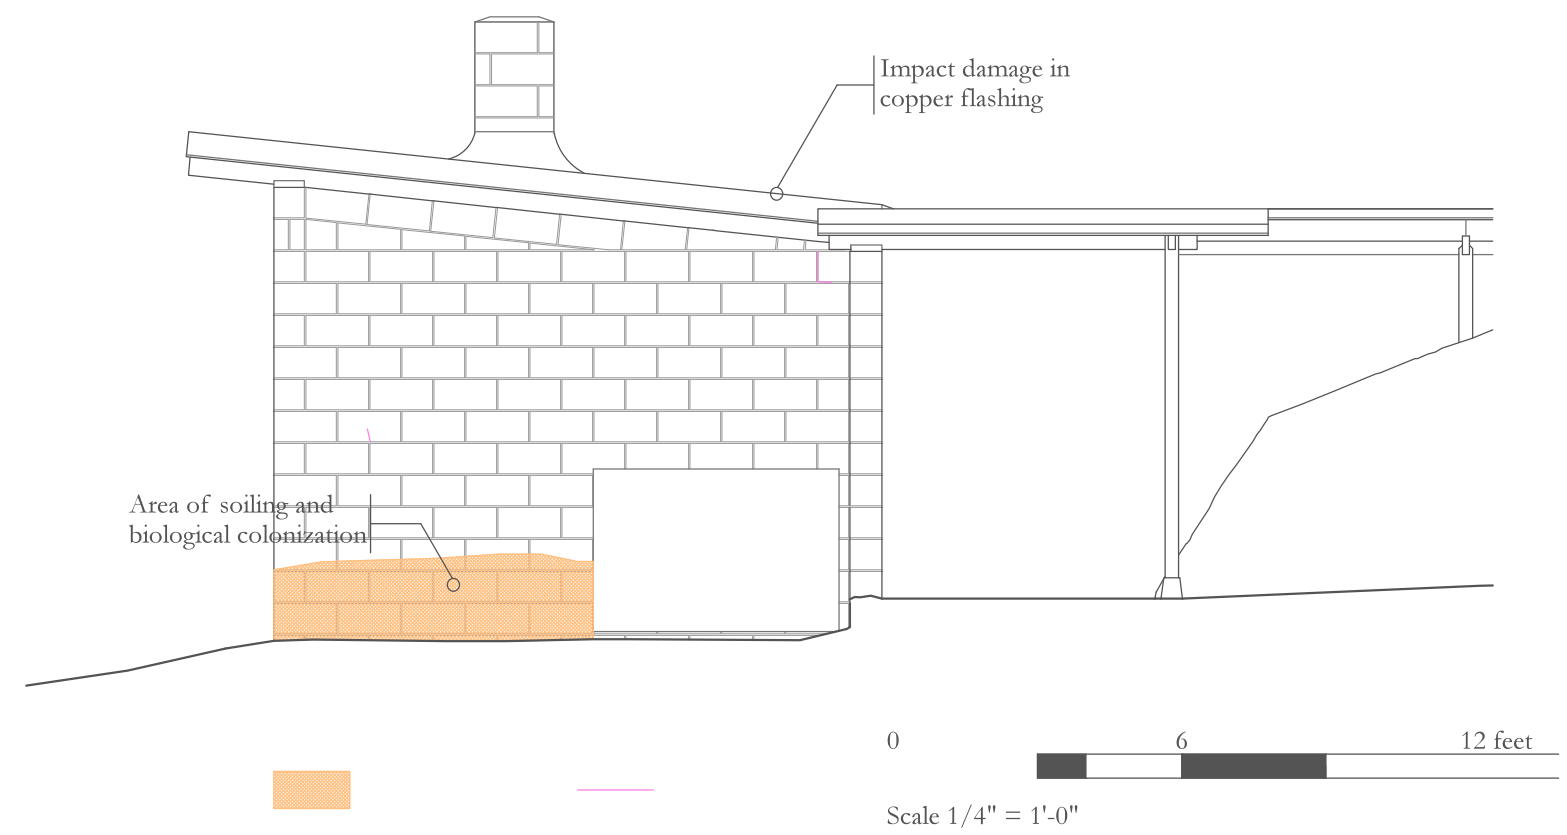 Impact damage in
copper flashing
Area of soiling and
biological colonization
0 6 12 feet
Scale 1/4" = 1'-0"